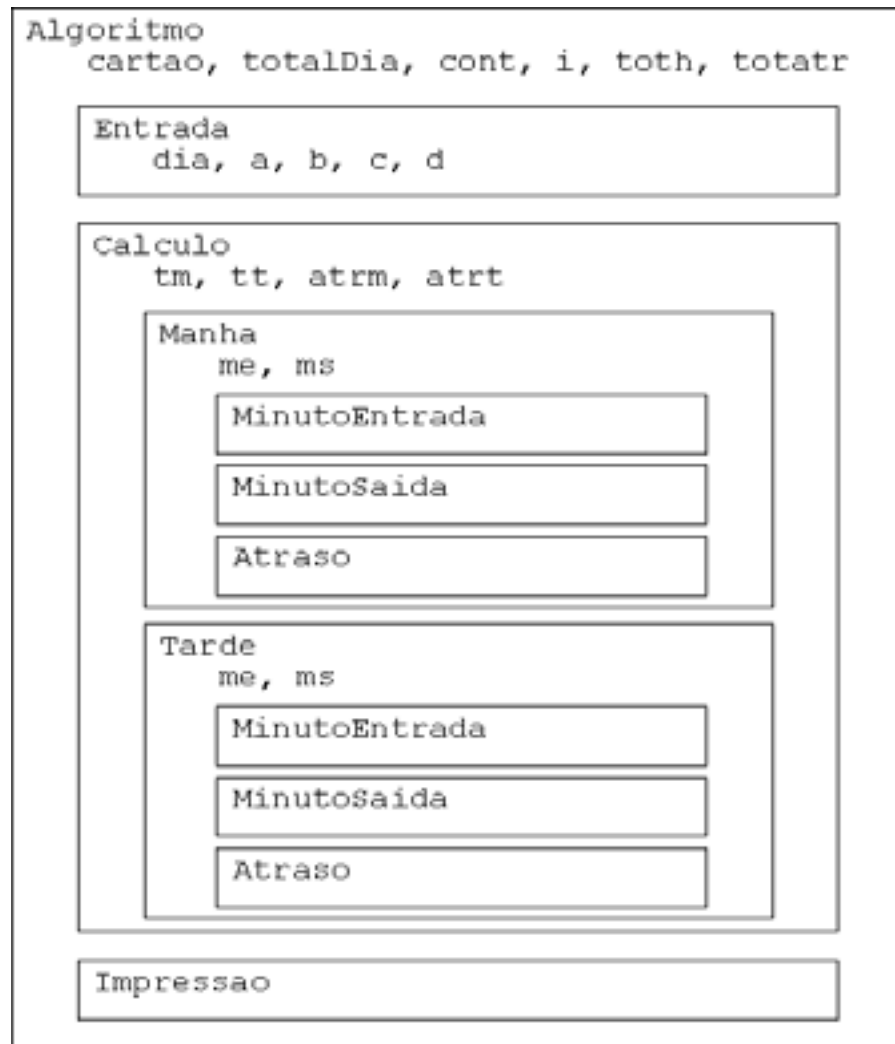 Algoritmo
cartao, totalDia, cont, i, toth, totatr
Entrada
dia, a, b, c, d
Calculo
tm, tt, atrm, atrt
Manha
me, ms
MinutoEntrada
MinutoSaida
Atraso
Tarde
me, ms
MinutoEntrada
MinutoSaida
Atraso
Impressao